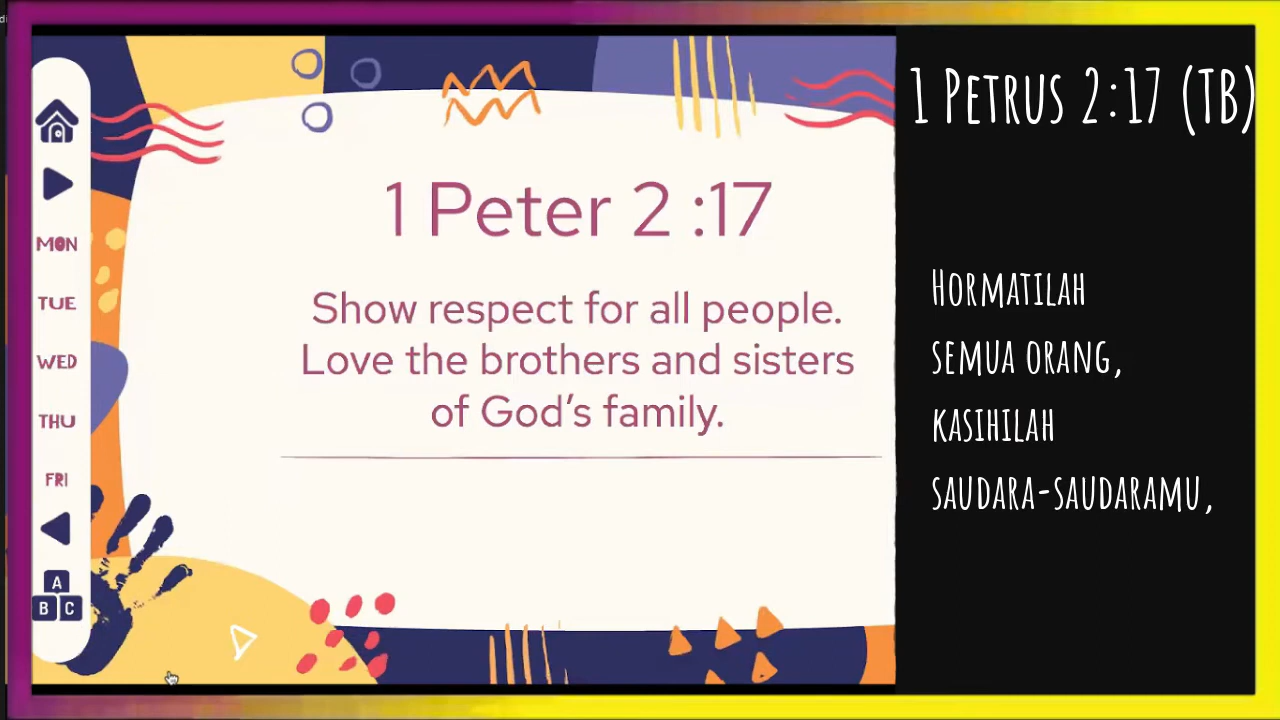 MON
TUE
WED
THU
FRI
A
B C
1 Peter 2 :17
Show respect for all people.
Love the brothers and sisters
of God's family.
1 PETRUS 2:17 (TB)
HORMATILAH
SEMUA ORANG,
KASIHILAH
SAUDARA-SAUDARAMU,